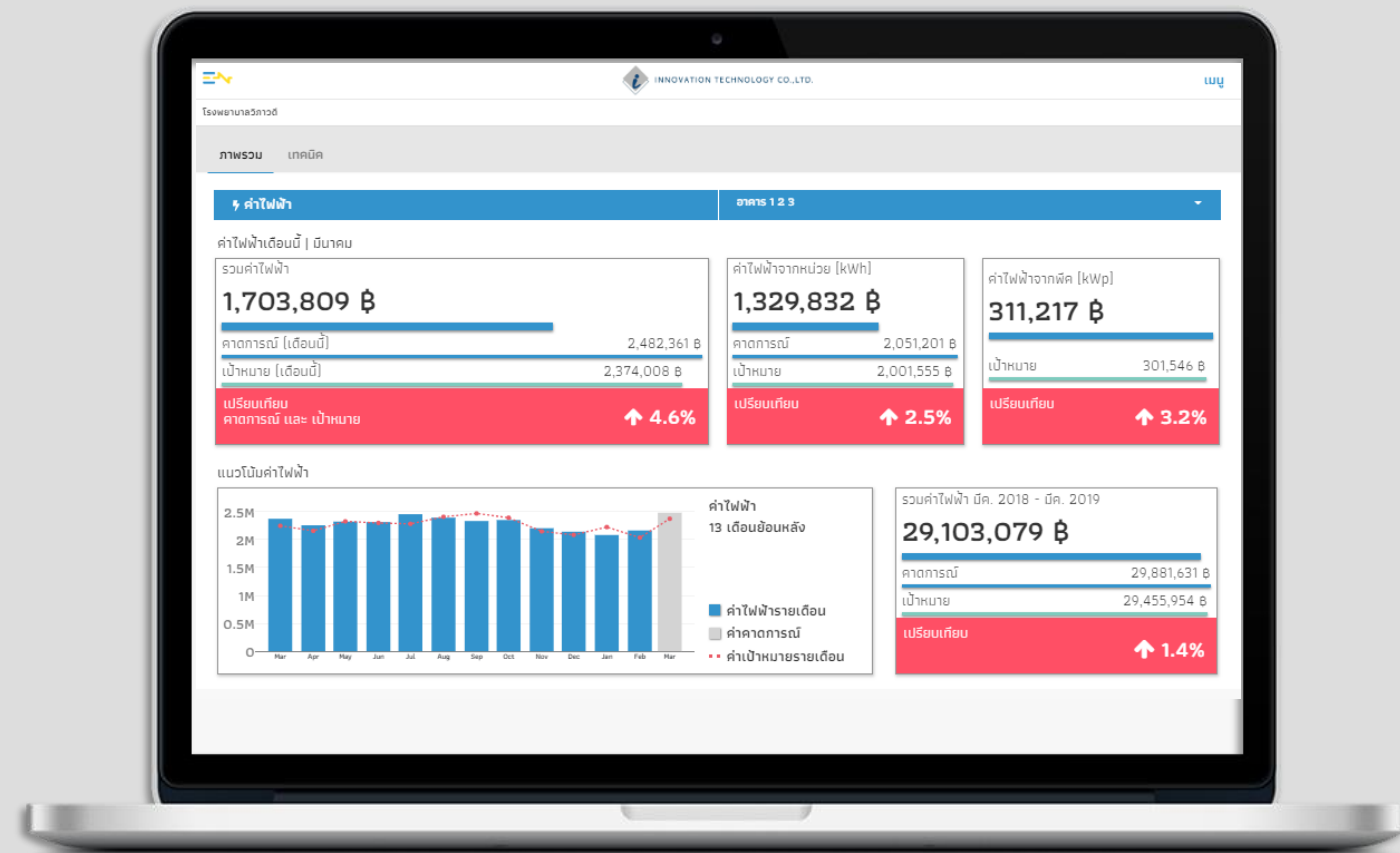 INNOVATION TECHNOLOGY CO.,LTD.
เมนู
โรงพยาบาลวิภาวดี
ภาพรวม
เทคนิค
ค่าไฟฟ้า
อาคาร 1 2 3
ค่าไฟฟ้าเดือนนี้ | มีนาคม
รวมค่าไฟฟ้า
1,703,809 ฿
คาดการณ์ (เดือนนี้) 2,482,361 ฿
เป้าหมาย (เดือนนี้) 2,374,008 ฿
เปรียบเทียบ
คาดการณ์ และ เป้าหมาย
4.6%
ค่าไฟฟ้าจากหน่วย (kWh)
1,329,832 ฿
คาดการณ์ 2,051,201 ฿
เป้าหมาย 2,001,555 ฿
เปรียบเทียบ
2.5%
ค่าไฟฟ้าจากพีค (kWp)
311,217 ฿
เป้าหมาย 301,546 ฿
เปรียบเทียบ
3.2%
แนวโน้มค่าไฟฟ้า
2.5M
2M
1.5M
1M
0.5M
0
Mar Apr May Jun Jul Aug Sep Oct Nov Dec Jan Feb Mar
ค่าไฟฟ้า
13 เดือนย้อนหลัง
ค่าไฟฟ้ารายเดือน
ค่าคาดการณ์
ค่าเป้าหมายรายเดือน
รวมค่าไฟฟ้า มีค. 2018 - มีค. 2019
29,103,079 ฿
คาดการณ์ 29,881,631 ฿
เป้าหมาย 29,455,954 ฿
เปรียบเทียบ
1.4%